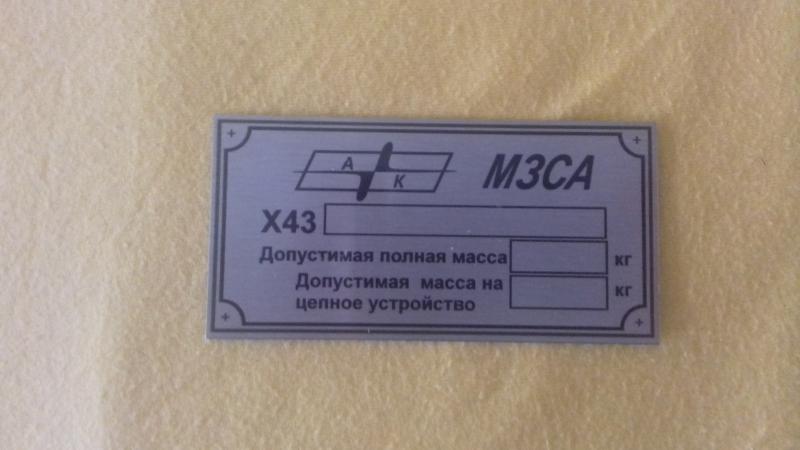 А К МЗСА
Х43
Допустимая полная масса кг
Допустимая масса на
цепное устройство кг